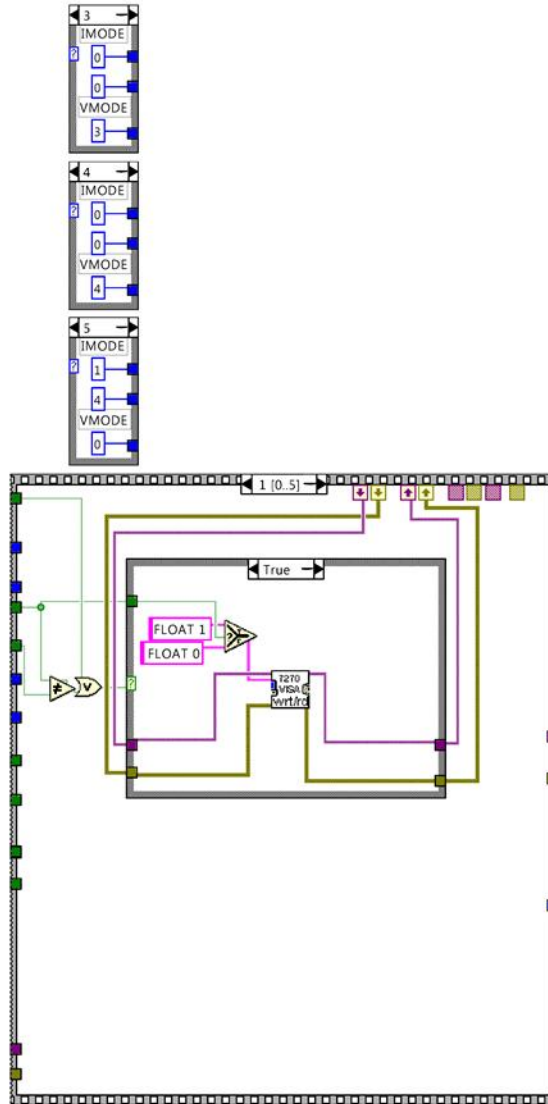 3
IMODE
0
0
VMODE
3
4
IMODE
0
0
VMODE
4
5
IMODE
1
4
VMODE
0
1 [0..5]
True
FLOAT 1
FLOAT 0
7270
VISA
wrt/rd